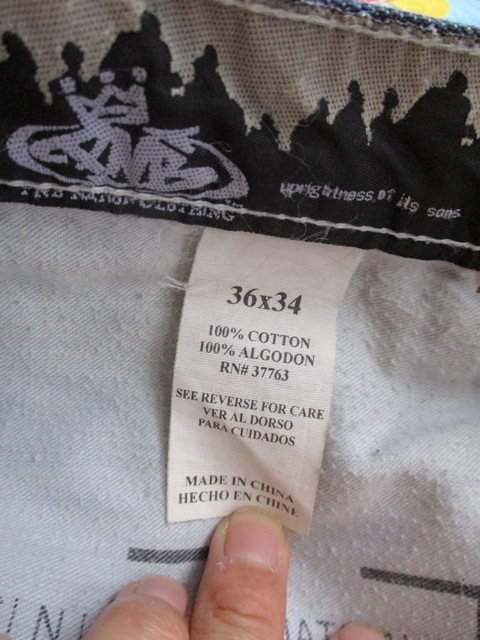 uprightness of its sons
36x34
100% COTTON
100% ALGODON
RN# 37763
SEE REVERSE FOR CARE
VER AL DORSO
PARA CUIDADOS
MADE IN CHINA
HECHO EN CHINE